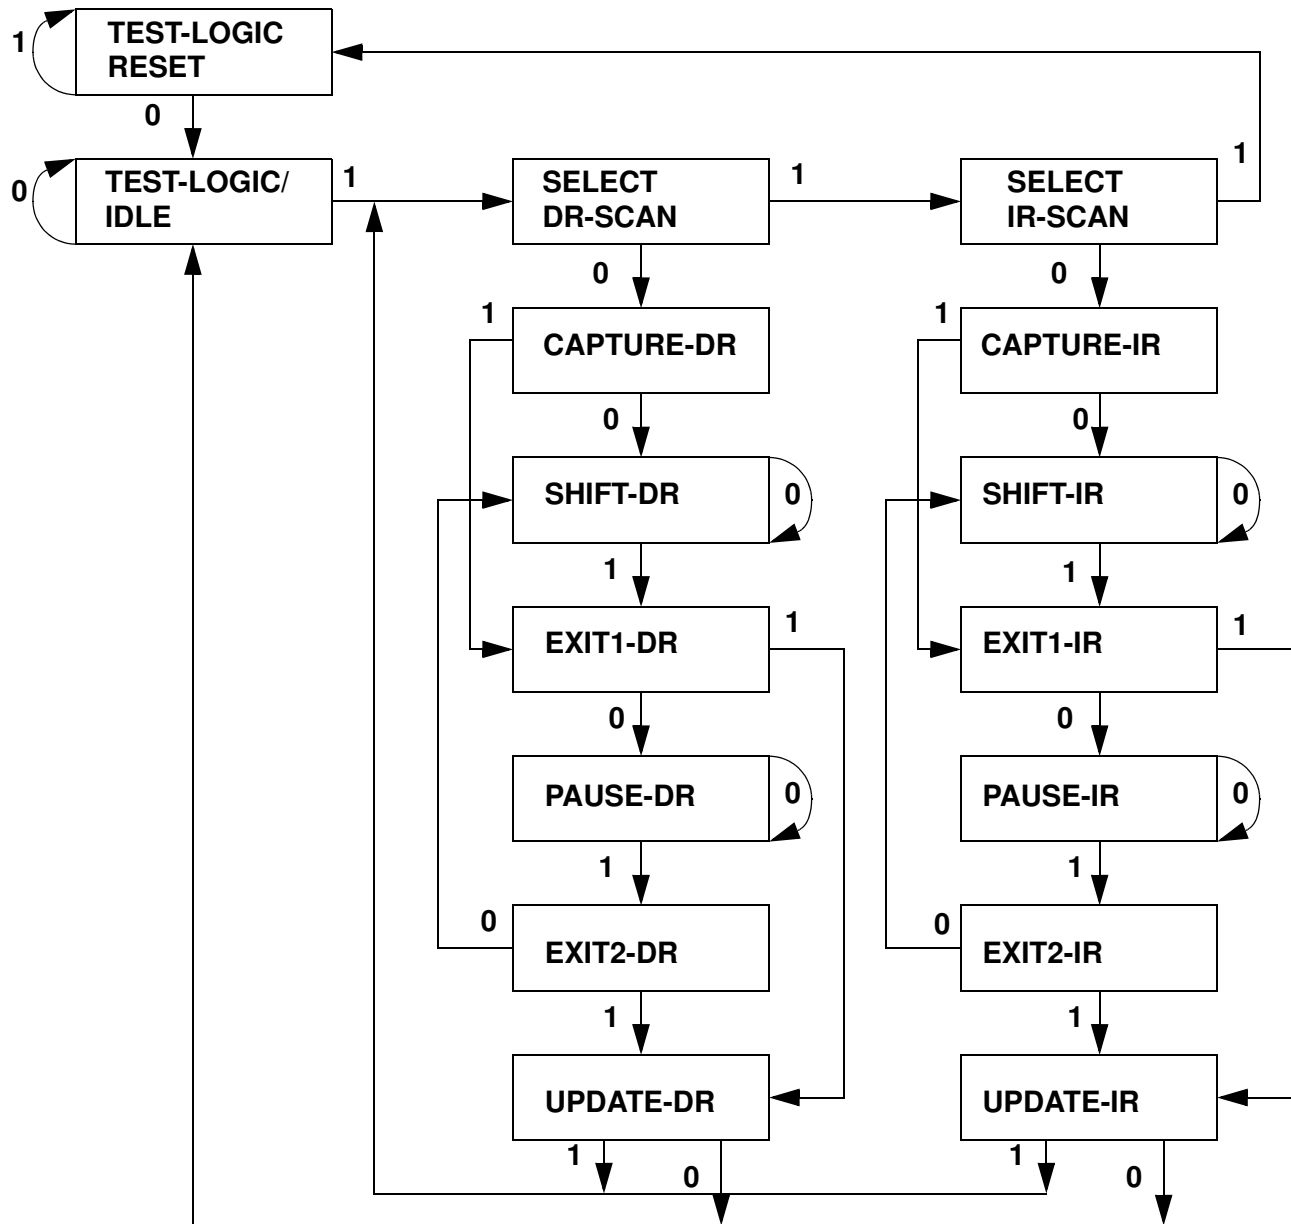 1
TEST-LOGIC
RESET
0
0
TEST-LOGIC/
IDLE
1
SELECT
DR-SCAN
1
SELECT
IR-SCAN
1
0
0
1
CAPTURE-DR
1
CAPTURE-IR
0
0
SHIFT-DR
0
SHIFT-IR
0
1
1
EXIT1-DR
1
EXIT1-IR
1
0
0
PAUSE-DR
0
PAUSE-IR
0
1
1
0
EXIT2-DR
0
EXIT2-IR
1
1
UPDATE-DR
UPDATE-IR
1
0
1
0